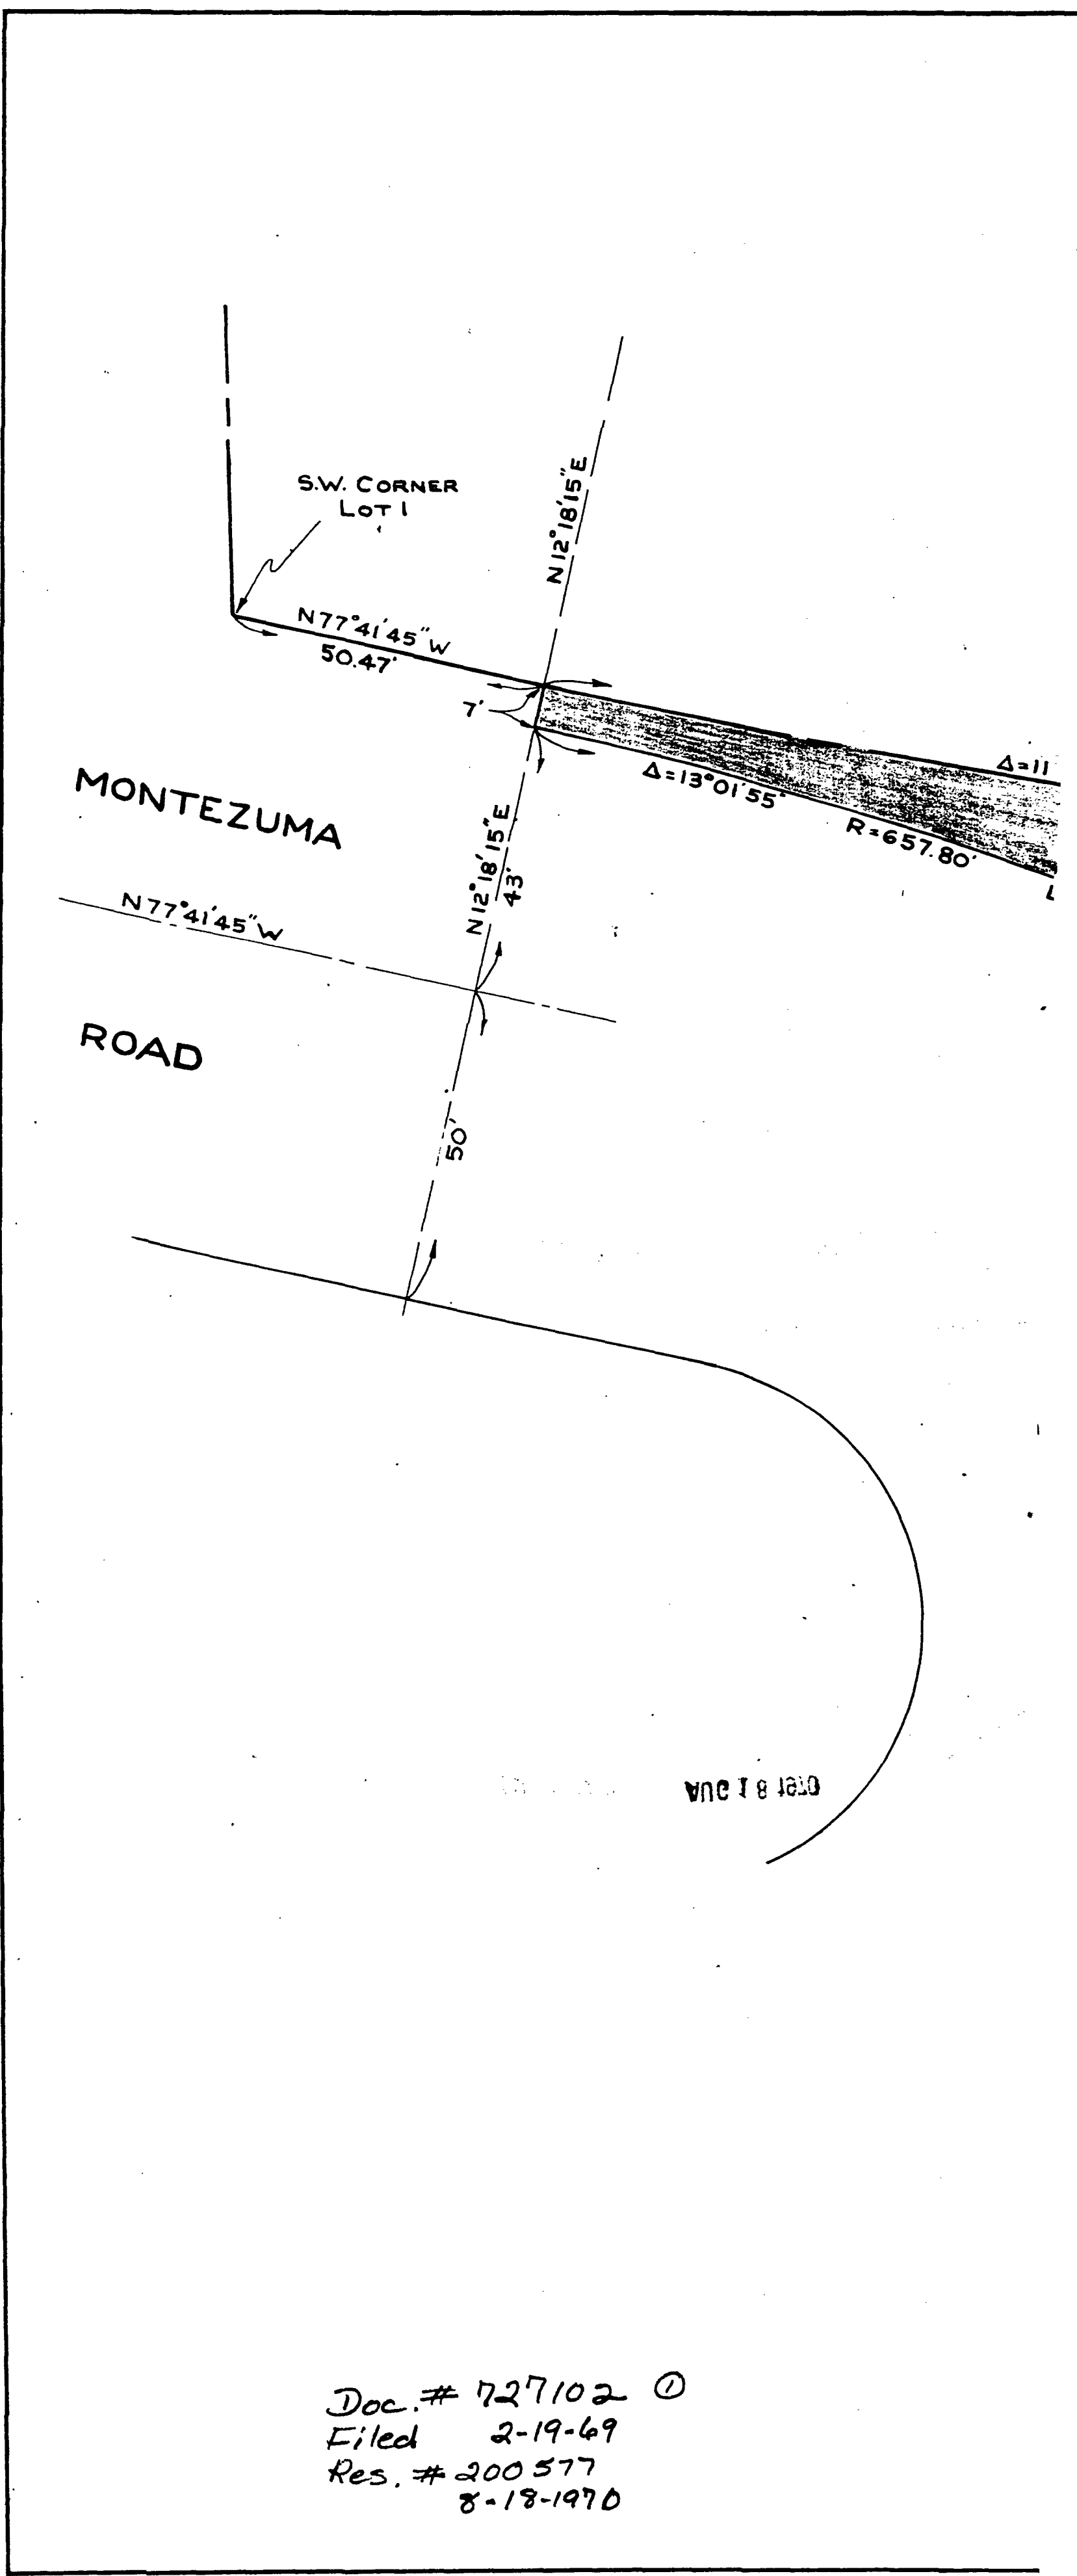 S.W. CORNER
LOT 1
N12°18'15"E
N77°41'45"W
50.47'
7'
Δ=11
Δ=13°01'55"
R=657.80'
L
MONTEZUMA
N12°18'15"E
43'
N77°41'45"W
ROAD
50'
AUG 18 1970
Doc. # 727102 ①
Filed 2-19-69
Res. # 200577
8-18-1970